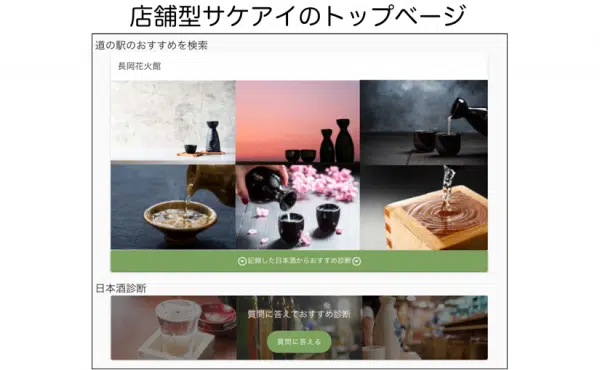 店舗型サケアイのトップページ
道の駅のおすすめを検索
長岡花火館
記録した日本酒からおすすめ診断
日本酒診断
質問に答えておすすめ診断
質問に答える